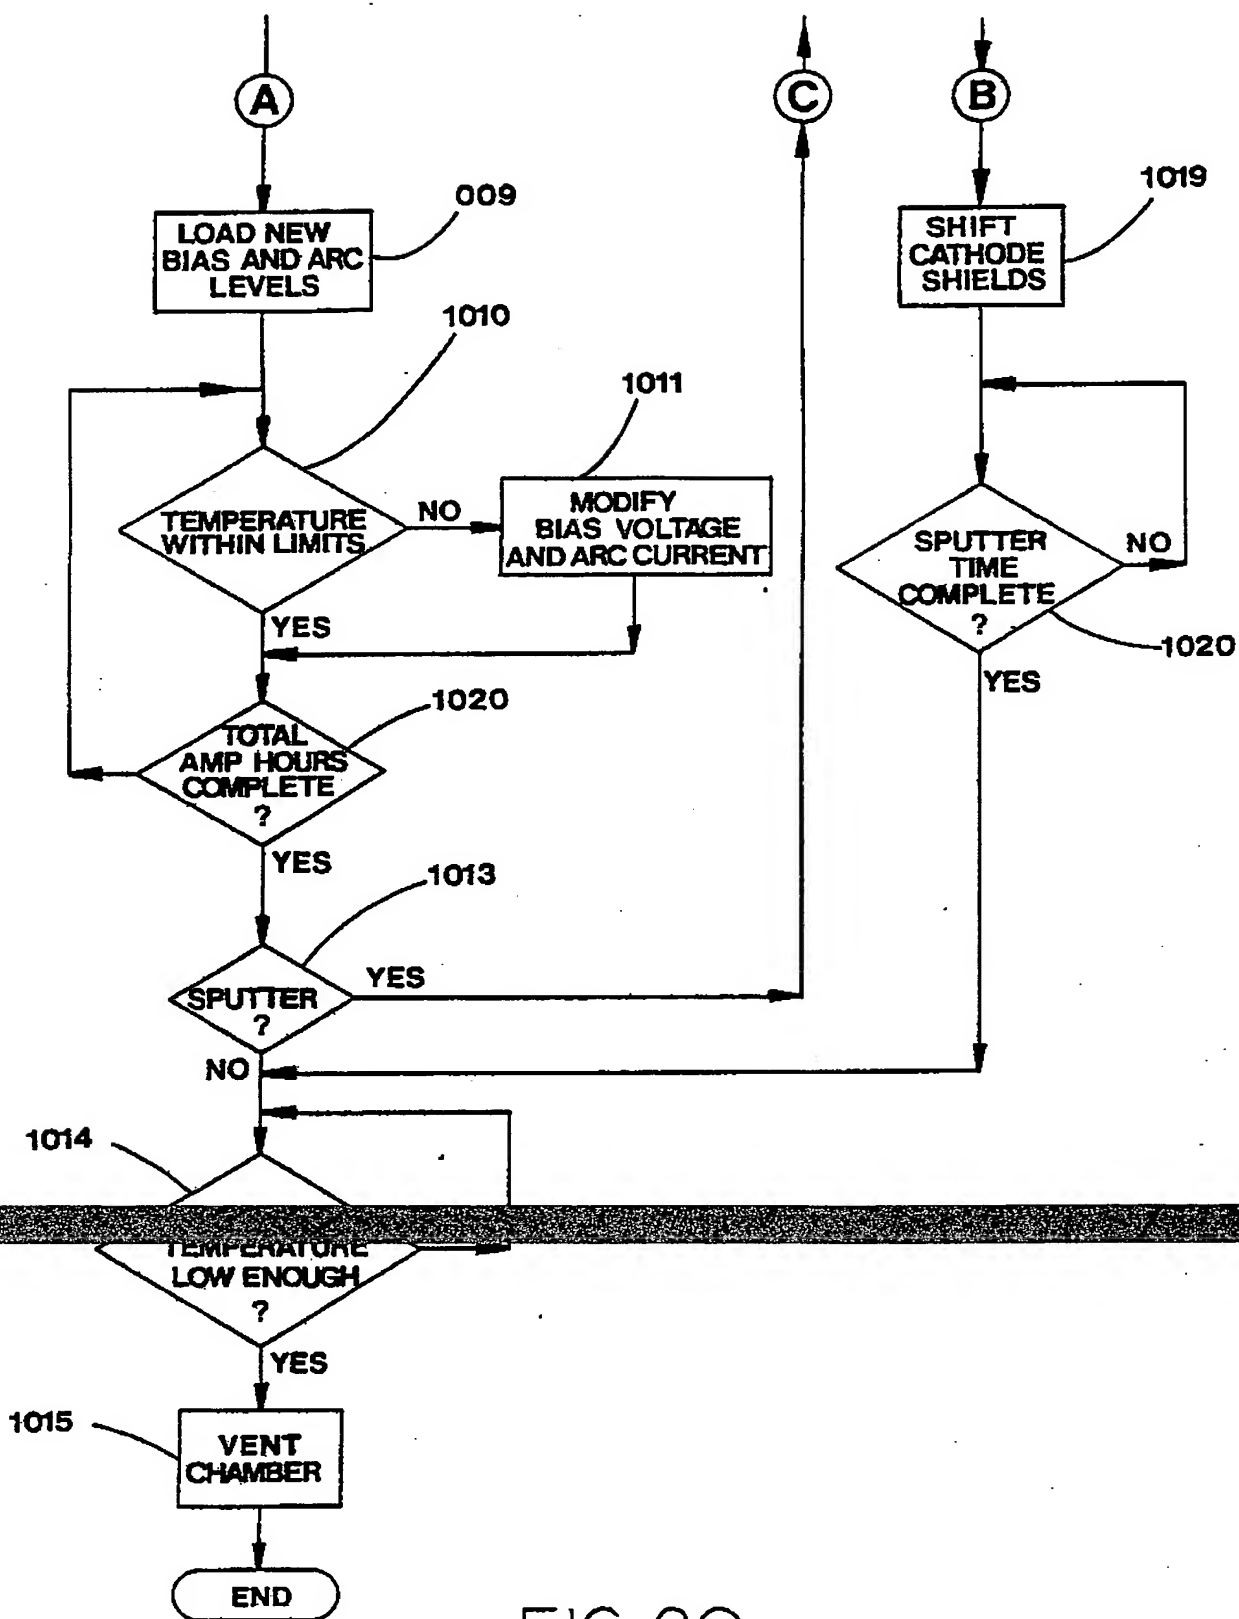 A
C
B
009
LOAD NEW
BIAS AND ARC
LEVELS
1019
SHIFT
CATHODE
SHIELDS
1010
1011
TEMPERATURE
WITHIN LIMITS
NO
MODIFY
BIAS VOLTAGE
AND ARC CURRENT
YES
SPUTTER
TIME
COMPLETE
?
NO
1020
YES
1020
TOTAL
AMP HOURS
COMPLETE
?
YES
1013
SPUTTER
?
YES
NO
1014
TEMPERATURE
LOW ENOUGH
?
YES
1015
VENT
CHAMBER
END